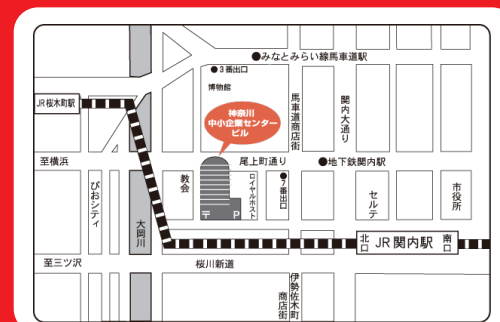 ●みなとみらい線馬車道駅
●3番出口
博物館
JR桜木町駅
神奈川
中小企業センター
ビル
馬車道商店街
関内大通り
至横浜
尾上町通り
●地下鉄関内駅
ぴおシティ
大岡川
教会
ロイヤルホスト
●7番出口
セルテ
市役所
〒 P
北口 JR関内駅 南口
至三ツ沢
桜川新道
伊勢佐木町
商店街